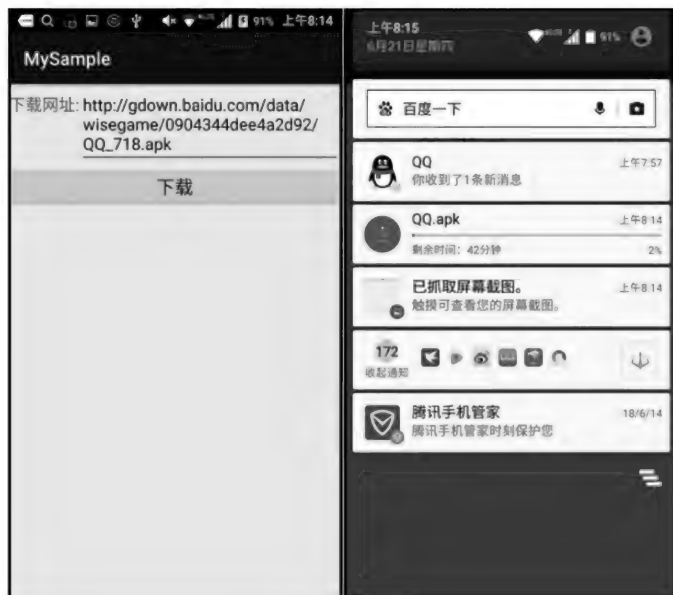 91% 上午8:14
MySample
下载网址: http://gdown.baidu.com/data/
wisegame/0904344dee4a2d92/
QQ_718.apk
下载
上午8:15
6月21日星期四
91%
百度一下
QQ 上午7:57
你收到了1条新消息
QQ.apk 上午8:14
剩余时间：42分钟 2%
已抓取屏幕截图。 上午8:14
触摸可查看您的屏幕截图。
172
收起通知
腾讯手机管家 18/6/14
腾讯手机管家时刻保护您